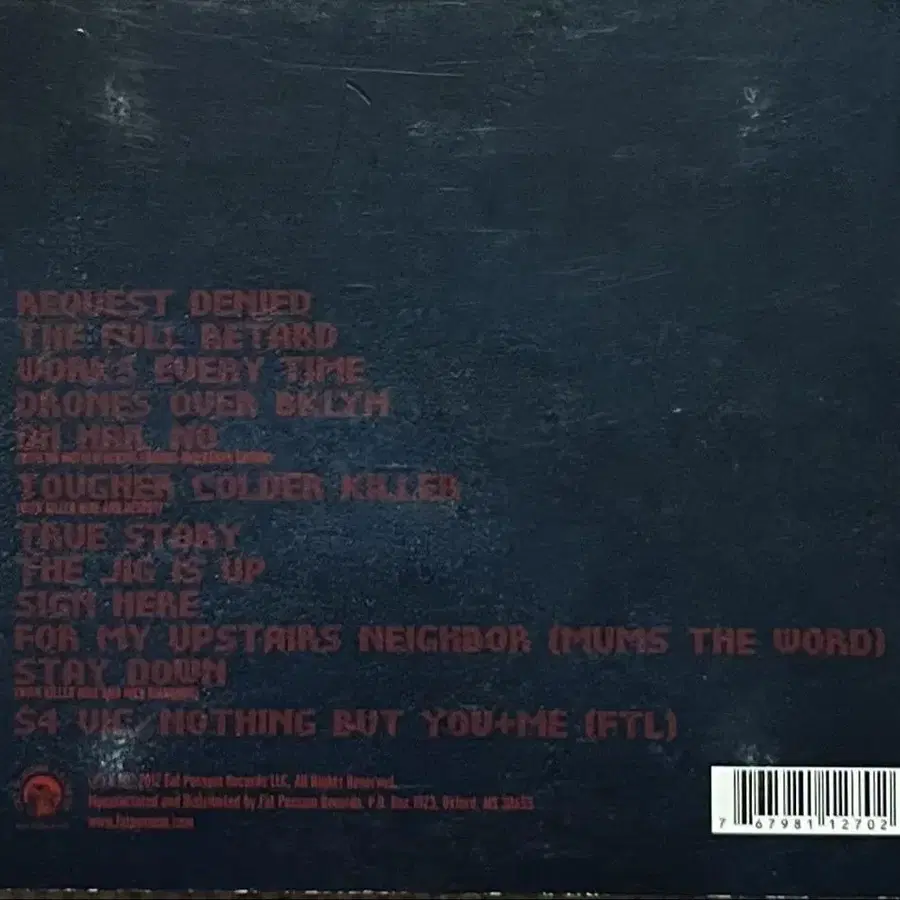 REQUEST DENIED
THE FULL RETARD
WORKS EVERY TIME
DRONES OVER BKLYN
OH HAIL NO
TOUGHER COLDER KILLER
TRUE STORY
THE JIG IS UP
SIGN HERE
FOR MY UPSTAIRS NEIGHBOR (MUMS THE WORD)
STAY DOWN
$4 VIC/NOTHING BUT YOU+ME (FTL)
2012 Fat Possum Records LLC, All Rights Reserved.
Manufactured and Distributed by Fat Possum Records, P.O. Box 1923, Oxford, MS 38655
www.fatpossum.com
7 67981 12702